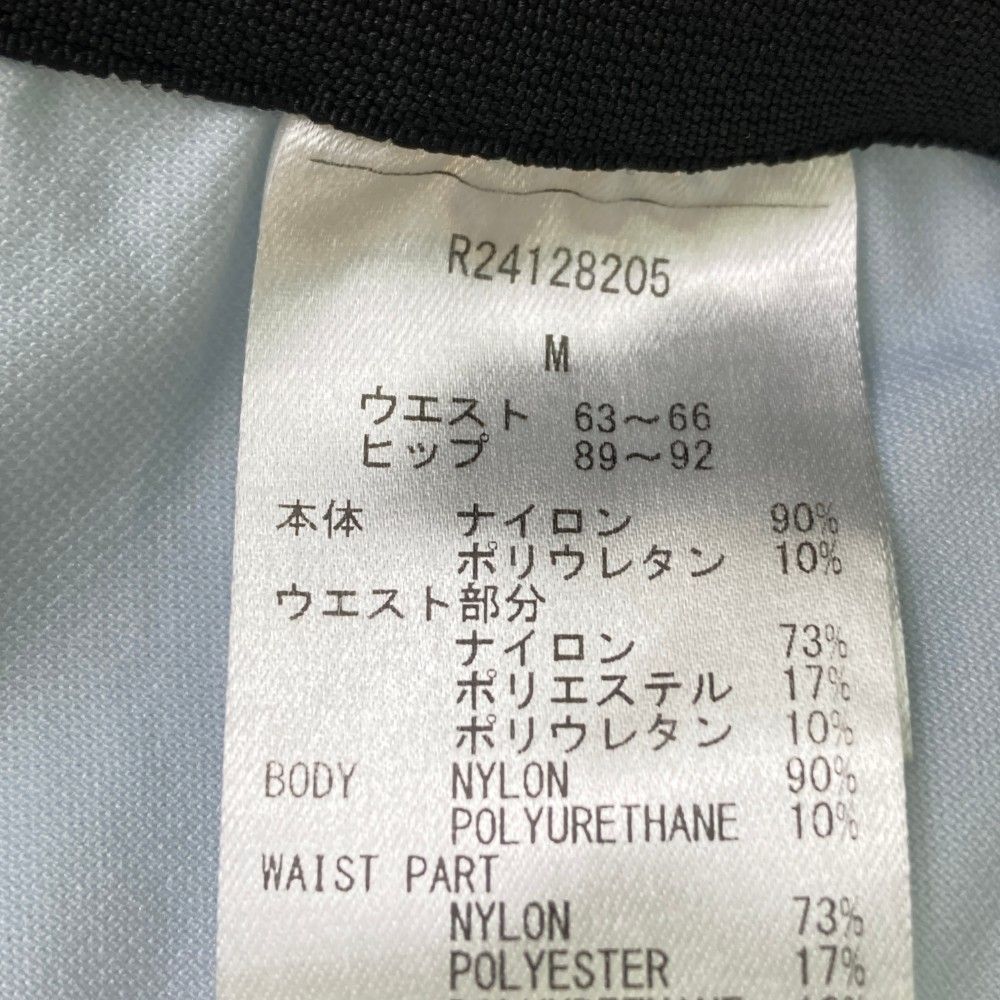 R24128205
M
ウエスト 63～66
ヒップ 89～92
本体 ナイロン 90%
ポリウレタン 10%
ウエスト部分
ナイロン 73%
ポリエステル 17%
ポリウレタン 10%
BODY NYLON 90%
POLYURETHANE 10%
WAIST PART
NYLON 73%
POLYESTER 17%